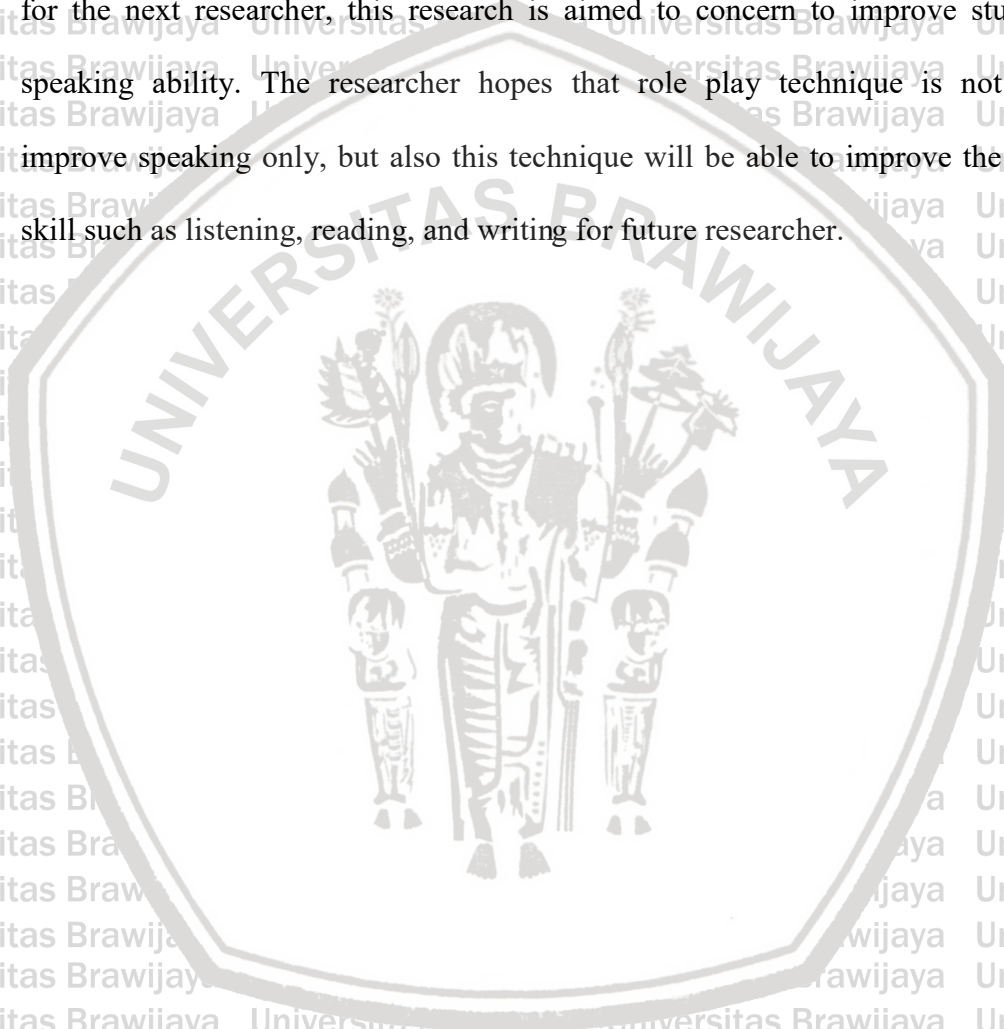 for the next researcher, this research is aimed to concern to improve stu
speaking ability. The researcher hopes that role play technique is not
improve speaking only, but also this technique will be able to improve the
skill such as listening, reading, and writing for future researcher.
UNIVERSITAS BRAWIJAYA